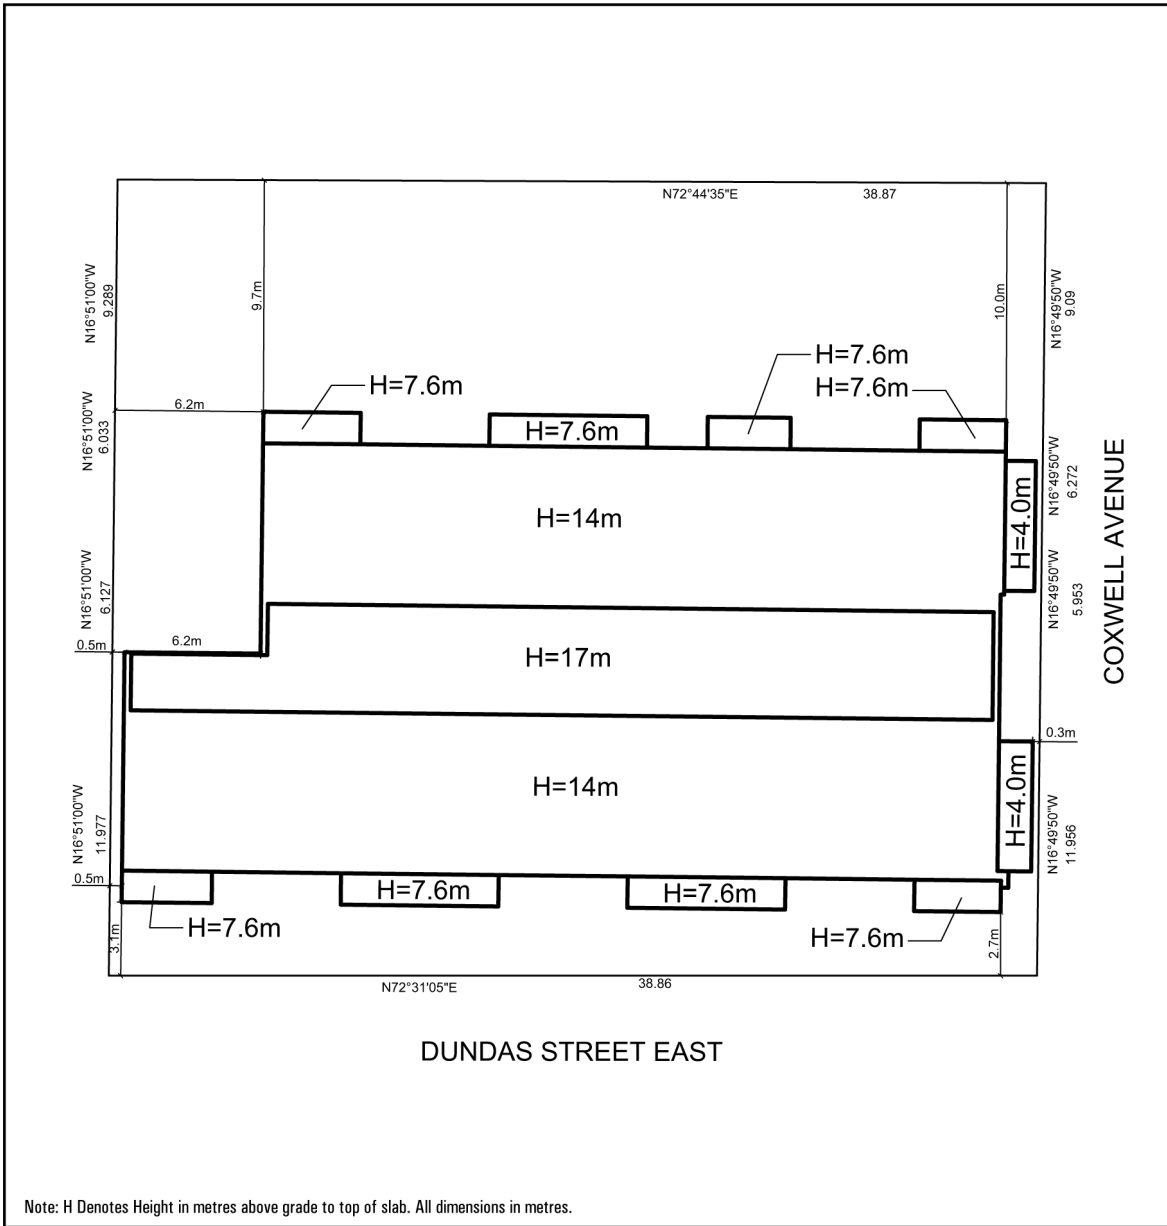 N72°44'35"E 38.87
N16°51'00"W
9.289
9.7m
10.0m
N16°49'50"W
9.09
H=7.6m
H=7.6m
H=7.6m
6.2m
H=7.6m
N16°51'00"W
6.033
N16°49'50"W
6.272
H=14m
H=4.0m
COXWELL AVENUE
N16°51'00"W
6.127
N16°49'50"W
5.953
0.5m
6.2m
H=17m
0.3m
H=14m
H=4.0m
N16°51'00"W
11.977
N16°49'50"W
11.956
0.5m
H=7.6m
H=7.6m
H=7.6m
H=7.6m
3.1m
2.7m
N72°31'05"E 38.86
DUNDAS STREET EAST
Note: H Denotes Height in metres above grade to top of slab. All dimensions in metres.